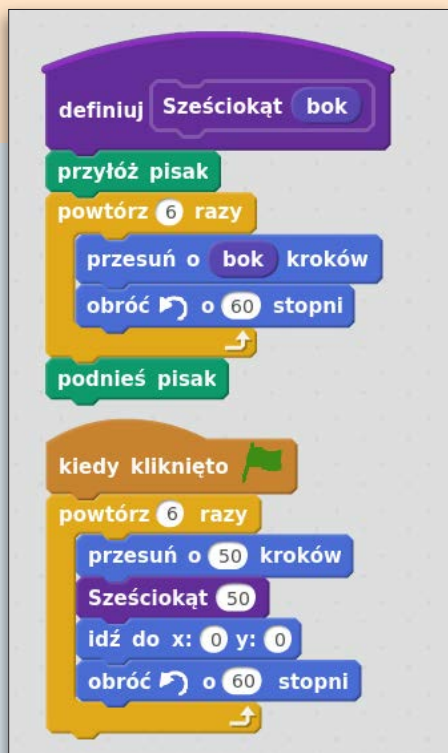 definiuj Sześciokąt bok
przyłóż pisak
powtórz 6 razy
przesuń o bok kroków
obróć o 60 stopni
podnieś pisak
kiedy kliknięto
powtórz 6 razy
przesuń o 50 kroków
Sześciokąt 50
idź do x: 0 y: 0
obróć o 60 stopni